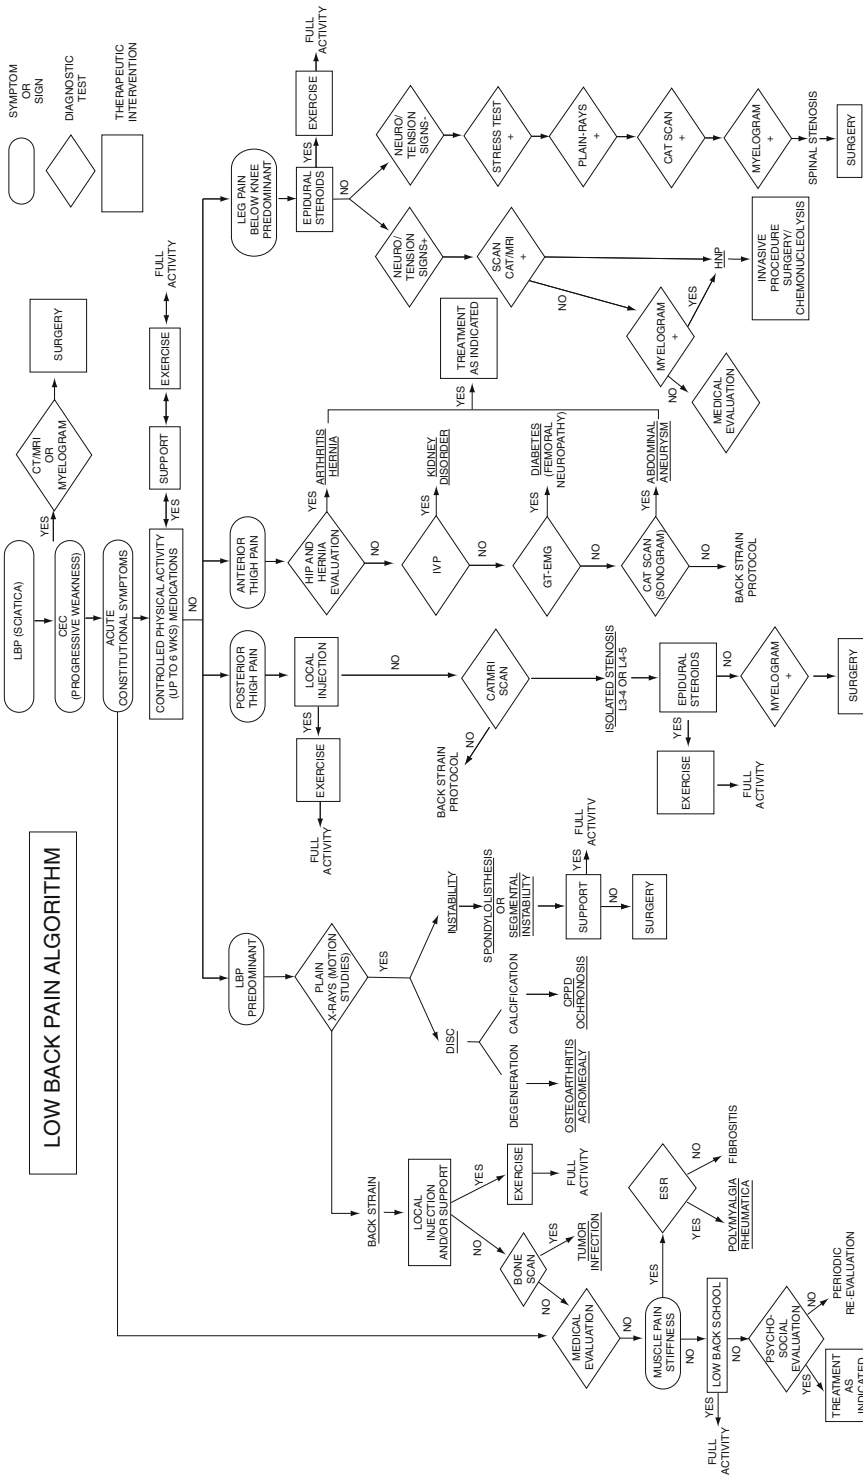 LOW BACK PAIN ALGORITHM
SYMPTOM
OR
SIGN
DIAGNOSTIC
TEST
THERAPEUTIC
INTERVENTION
LBP (SCIATICA)
CEC
(PROGRESSIVE WEAKNESS)
YES
CT/MRI
OR
MYELOGRAM
SURGERY
ACUTE
CONSTITUTIONAL SYMPTOMS
CONTROLLED PHYSICAL ACTIVITY
(UP TO 6 WKS) MEDICATIONS
YES
SUPPORT
EXERCISE
FULL
ACTIVITY
NO
LBP
PREDOMINANT
PLAIN
X-RAYS (MOTION
STUDIES)
YES
BACK STRAIN
LOCAL
INJECTION
AND/OR SUPPORT
YES
EXERCISE
FULL
ACTIVITY
NO
BONE
SCAN
YES
TUMOR
INFECTION
NO
MEDICAL
EVALUATION
NO
MUSCLE PAIN
STIFFNESS
YES
ESR
NO
FIBROSITIS
YES
POLYMYALGIA
RHEUMATICA
NO
LOW BACK SCHOOL
YES
FULL
ACTIVITY
NO
PSYCHO-
SOCIAL
EVALUATION
NO
PERIODIC
RE-EVALUATION
YES
TREATMENT
AS
INDICATED
DISC
DEGENERATION
CALCIFICATION
OSTEOARTHRITIS
ACROMEGALY
CPPD
OCHRONOSIS
INSTABILITY
SPONDYLOLISTHESIS
OR
SEGMENTAL
INSTABILITY
SUPPORT
YES
FULL
ACTIVITV
NO
SURGERY
POSTERIOR
THIGH PAIN
LOCAL
INJECTION
YES
EXERCISE
FULL
ACTIVITY
NO
CATMRI
SCAN
NO
BACK STRAIN
PROTOCOL
ISOLATED STENOSIS
L3-4 OR L4-5
EPIDURAL
STEROIDS
YES
EXERCISE
FULL
ACTIVITY
NO
MYELOGRAM
+
SURGERY
ANTERIOR
THIGH PAIN
HIP AND
HERNIA
EVALUATION
YES
ARTHRITIS
HERNIA
NO
IVP
YES
KIDNEY
DISORDER
NO
GT-EMG
YES
DIABETES
(FEMORAL
NEUROPATHY)
NO
CAT SCAN
(SONOGRAM)
YES
ABDOMINAL
ANEURYSM
NO
BACK STRAIN
PROTOCOL
YES
TREATMENT
AS INDICATED
LEG PAIN
BELOW KNEE
PREDOMINANT
EPIDURAL
STEROIDS
YES
EXERCISE
FULL
ACTIVITY
NO
NEURO/
TENSION
SIGNS+
SCAN
CAT/MRI
+
NO
MYELOGRAM
+
YES
NO
MEDICAL
EVALUATION
HNP
INVASIVE
PROCEDURE
SURGERY/
CHEMONUCLEOLYSIS
NEURO/
TENSION
SIGNS-
STRESS TEST
+
PLAIN-RAYS
+
CAT SCAN
+
MYELOGRAM
+
SPINAL STENOSIS
SURGERY